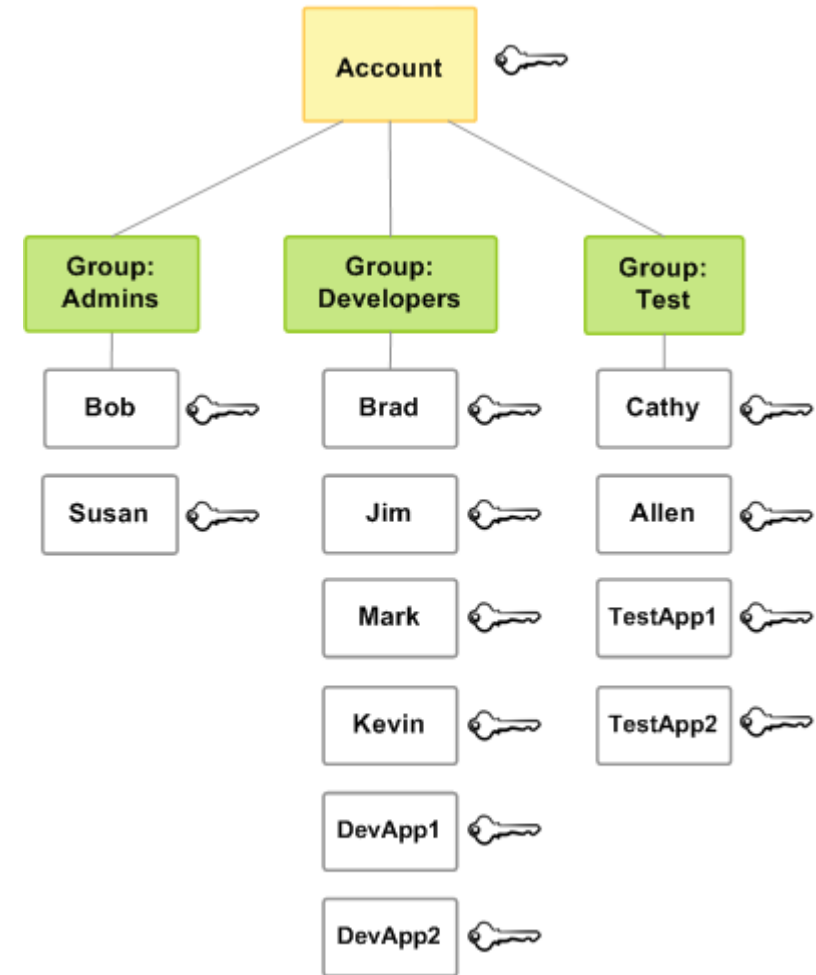 Account
Group:
Admins
Group:
Developers
Group:
Test
Bob
Brad
Cathy
Susan
Jim
Allen
Mark
TestApp1
Kevin
TestApp2
DevApp1
DevApp2